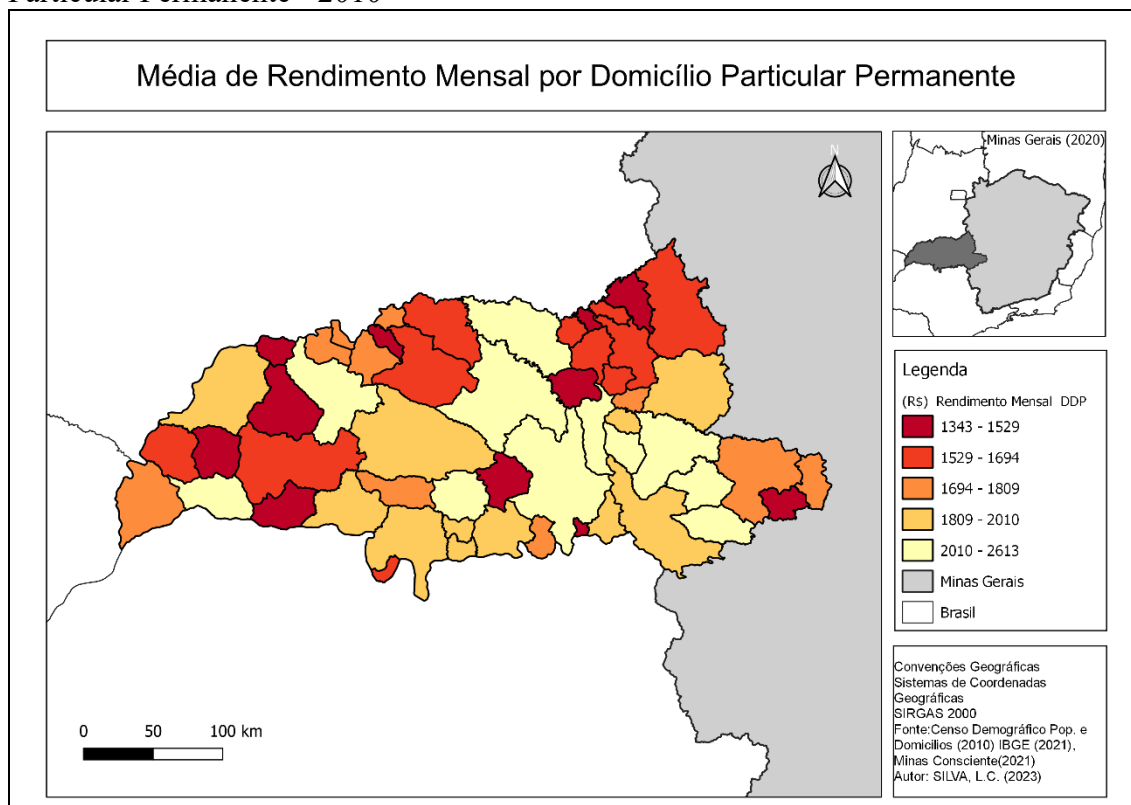 Particular Permanente - 2010
Média de Rendimento Mensal por Domicílio Particular Permanente
N
Minas Gerais (2020)
Legenda
(R$) Rendimento Mensal DDP
1343 - 1529
1529 - 1694
1694 - 1809
1809 - 2010
2010 - 2613
Minas Gerais
Brasil
0 50 100 km
Convenções Geográficas
Sistemas de Coordenadas
Geográficas
SIRGAS 2000
Fonte:Censo Demográfico Pop. e
Domicilios (2010) IBGE (2021),
Minas Consciente(2021)
Autor: SILVA, L.C. (2023)